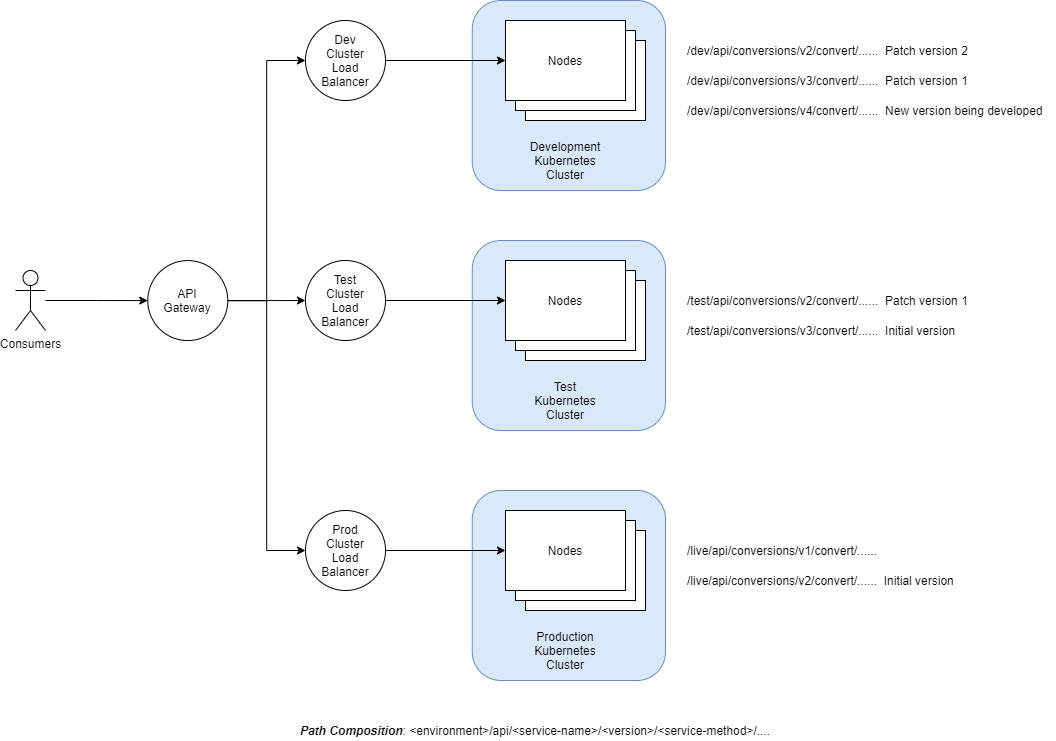 Dev
Cluster
Load
Balancer
Nodes
Development
Kubernetes
Cluster
/dev/api/conversions/v2/convert/...... Patch version 2
/dev/api/conversions/v3/convert/...... Patch version 1
/dev/api/conversions/v4/convert/...... New version being developed
Consumers
API
Gateway
Test
Cluster
Load
Balancer
Nodes
Test
Kubernetes
Cluster
/test/api/conversions/v2/convert/...... Patch version 1
/test/api/conversions/v3/convert/...... Initial version
Prod
Cluster
Load
Balancer
Nodes
Production
Kubernetes
Cluster
/live/api/conversions/v1/convert/......
/live/api/conversions/v2/convert/...... Initial version
Path Composition: <environment>/api/<service-name>/<version>/<service-method>/....